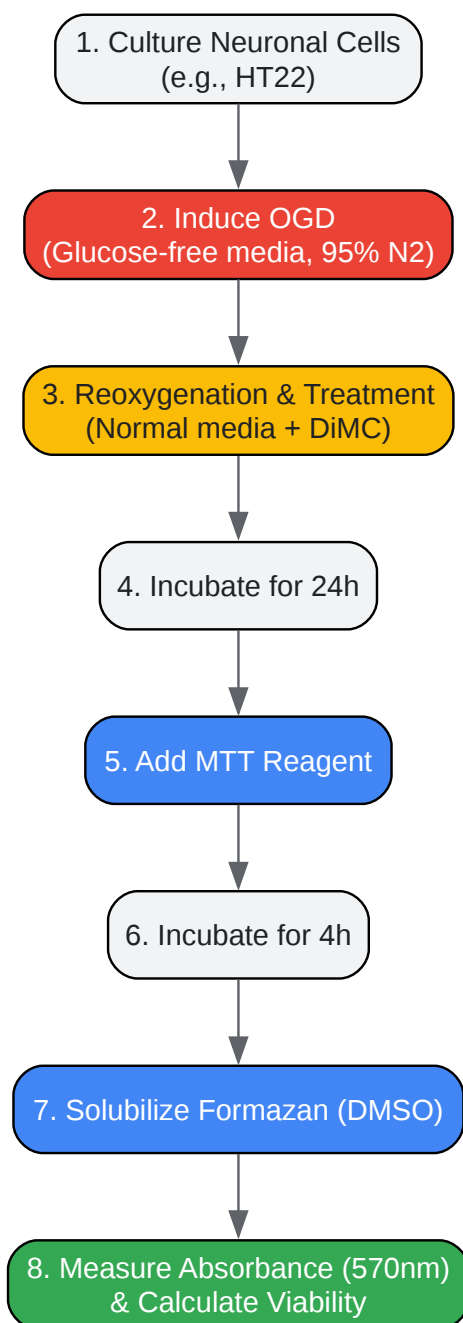 1. Culture Neuronal Cells
(e.g., HT22)
2. Induce OGD
(Glucose-free media, 95% N2)
3. Reoxygenation & Treatment
(Normal media + DiMC)
4. Incubate for 24h
5. Add MTT Reagent
6. Incubate for 4h
7. Solubilize Formazan (DMSO)
8. Measure Absorbance (570nm)
& Calculate Viability